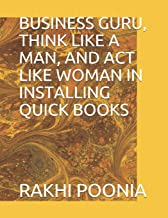 BUSINESS GURU,
THINK LIKE A
MAN, AND ACT
LIKE WOMAN IN
INSTALLING
QUICK BOOKS
RAKHI POONIA